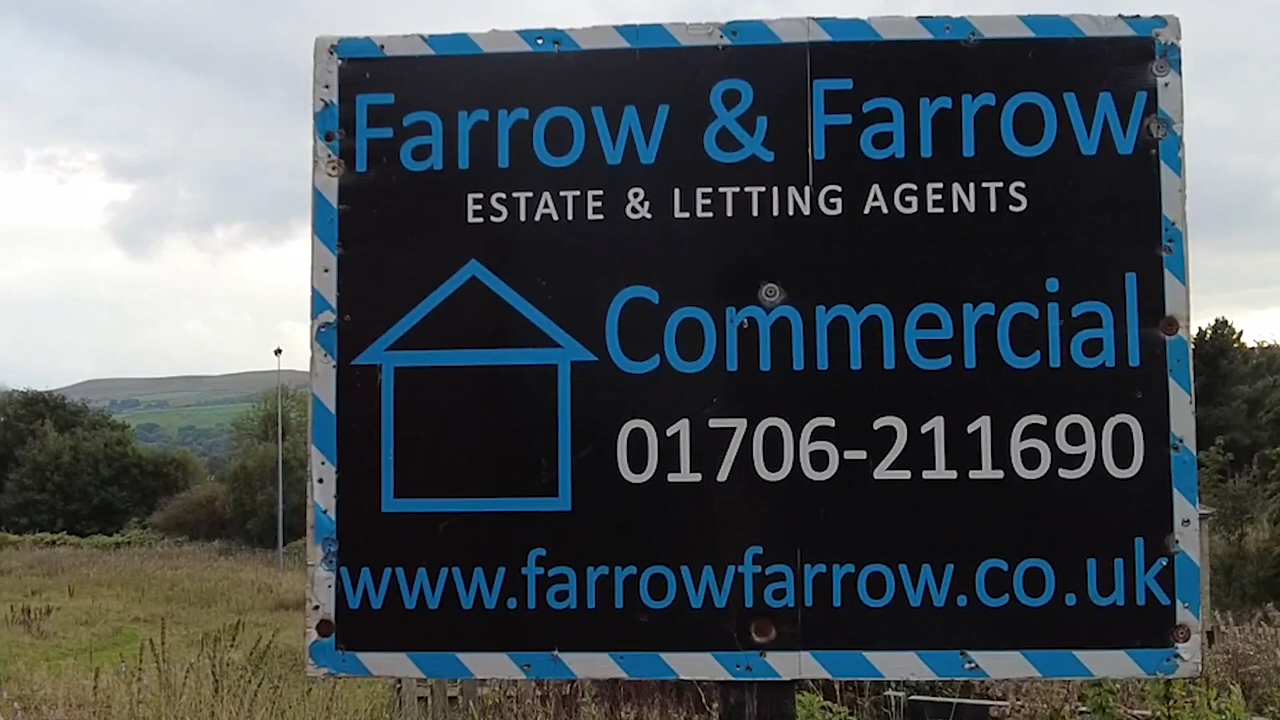 Farrow & Farrow
ESTATE & LETTING AGENTS
Commercial
01706-211690
www.farrowfarrow.co.uk